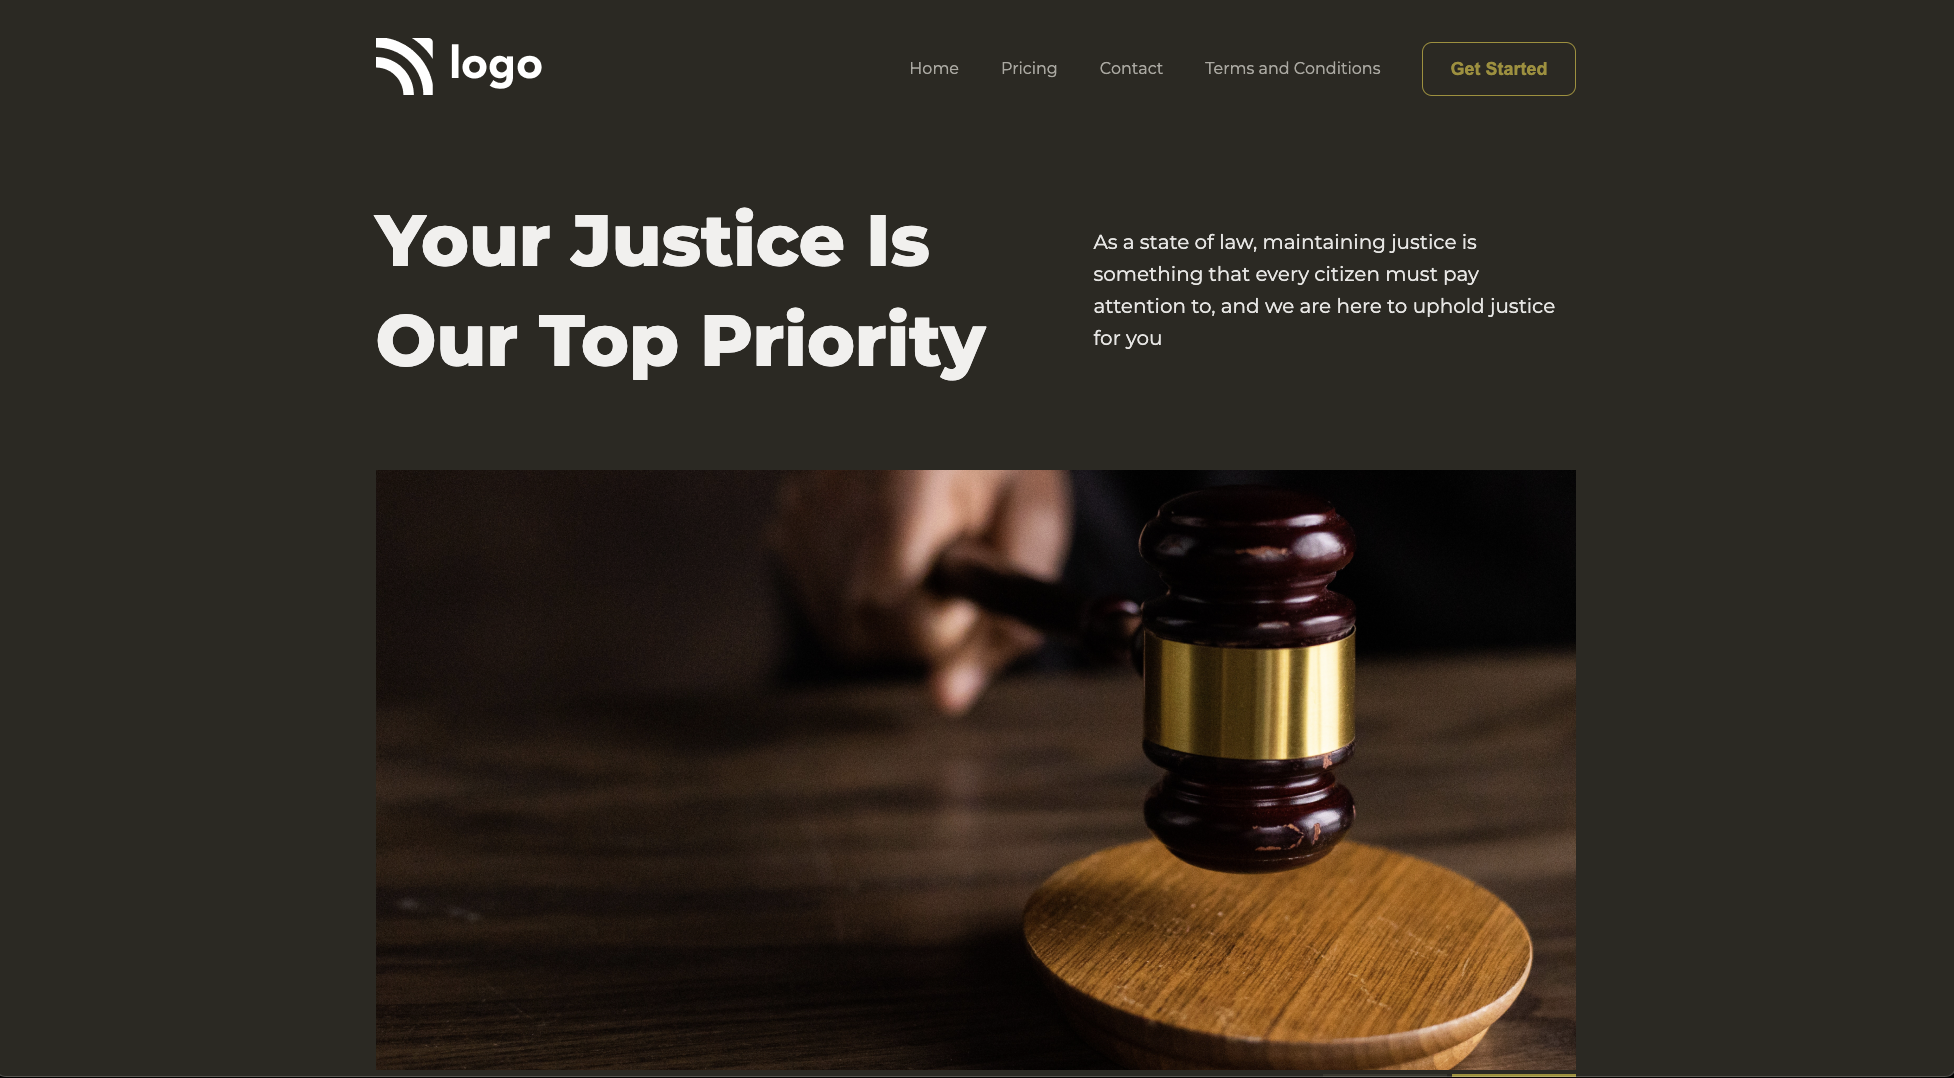 logo
Home
Pricing
Contact
Terms and Conditions
Get Started
Your Justice Is
Our Top Priority
As a state of law, maintaining justice is
something that every citizen must pay
attention to, and we are here to uphold justice
for you